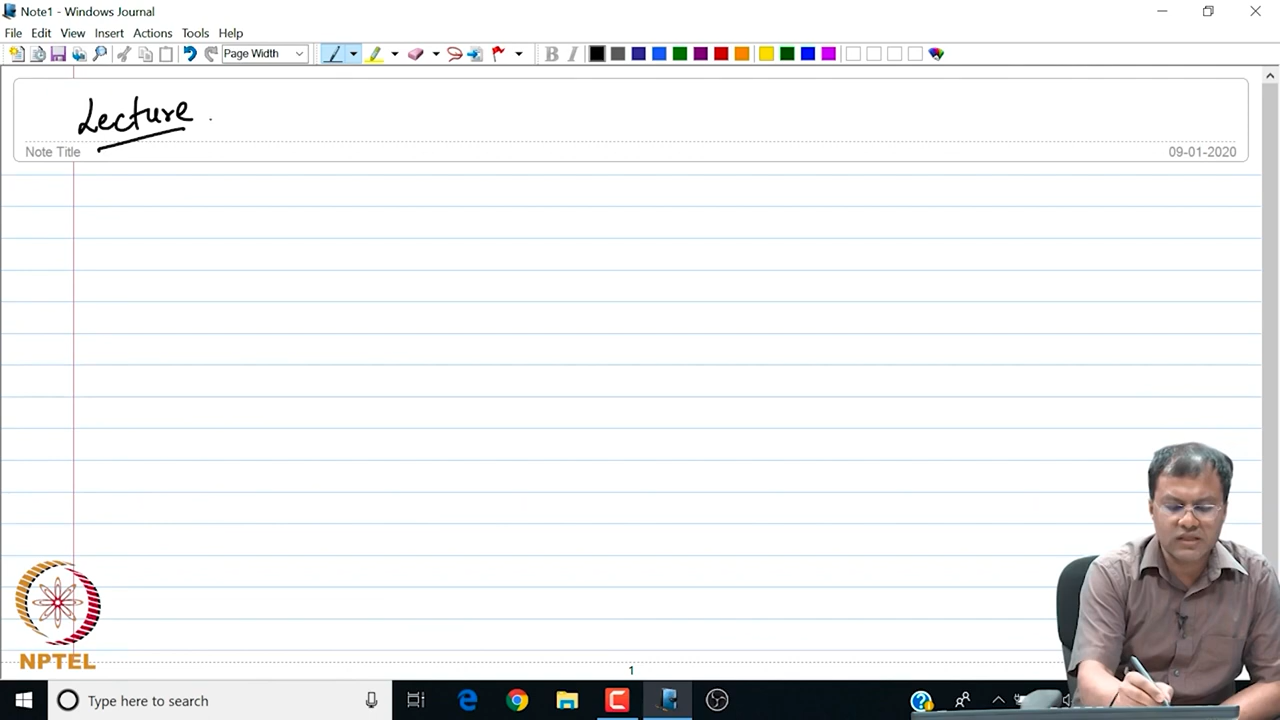 Note1 - Windows Journal
File Edit View Insert Actions Tools Help
Page Width B I
Lecture
Note Title
09-01-2020
NPTEL
1
Type here to search